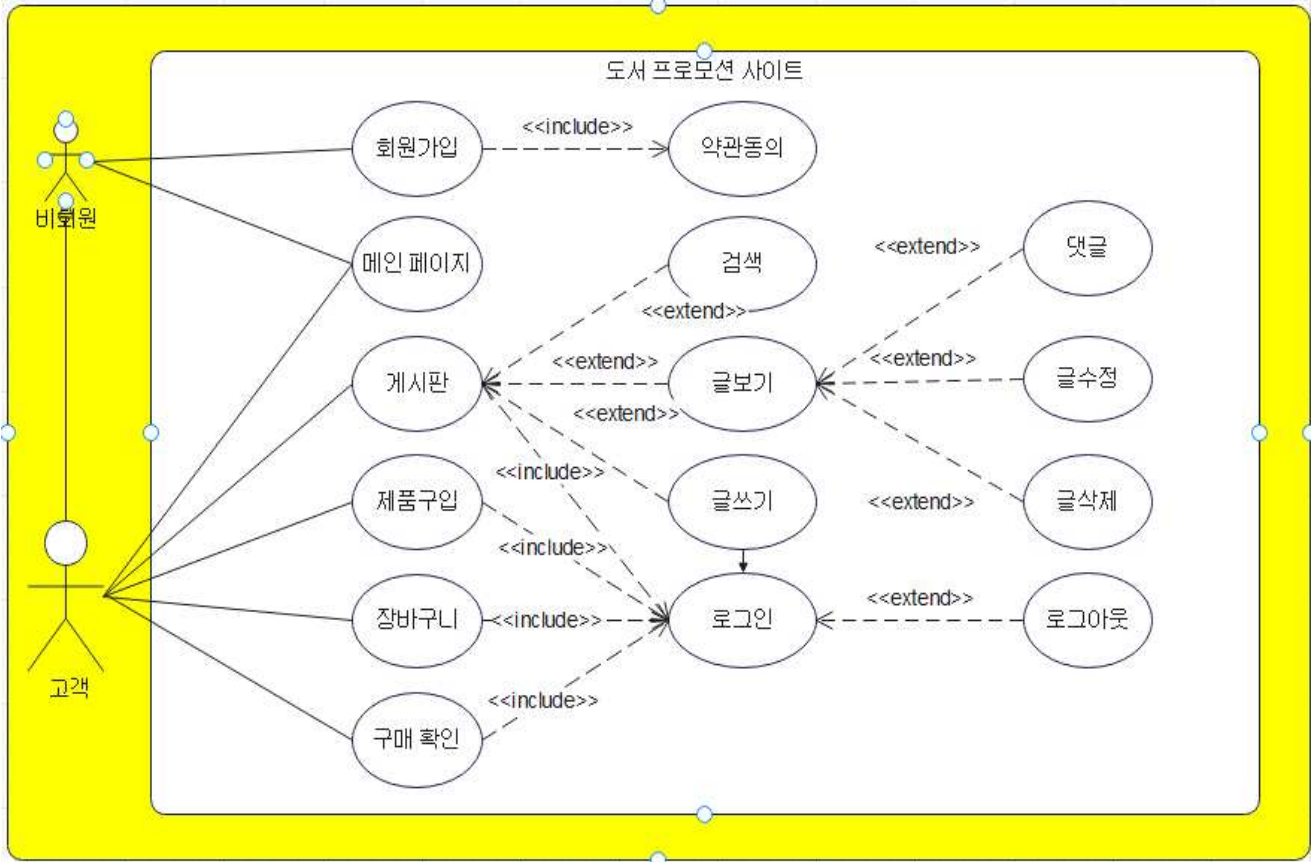 도서 프로모션 사이트
회원가입
<<include>>
약관동의
비회원
메인 페이지
검색
<<extend>>
댓글
<<extend>>
게시판
<<extend>>
글보기
<<extend>>
글수정
<<extend>>
<<include>>
제품구입
글쓰기
<<extend>>
글삭제
<<include>>
장바구니
<<include>>
로그인
<<extend>>
로그아웃
고객
<<include>>
구매 확인